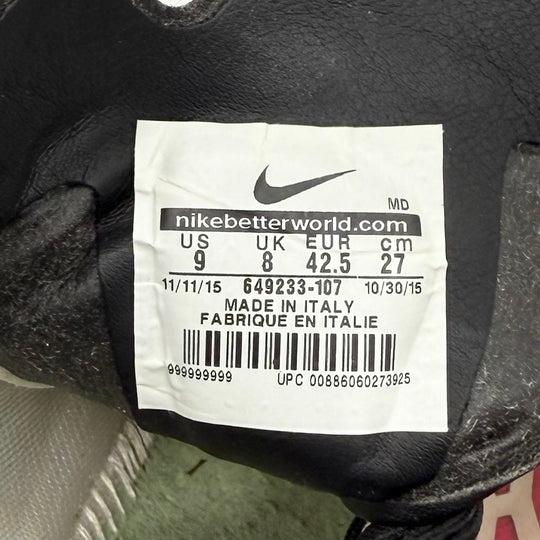 MD
nikebetterworld.com
US UK EUR cm
9 8 42.5 27
11/11/15 649233-107 10/30/15
MADE IN ITALY
FABRIQUE EN ITALIE
999999999 UPC 00886060273925